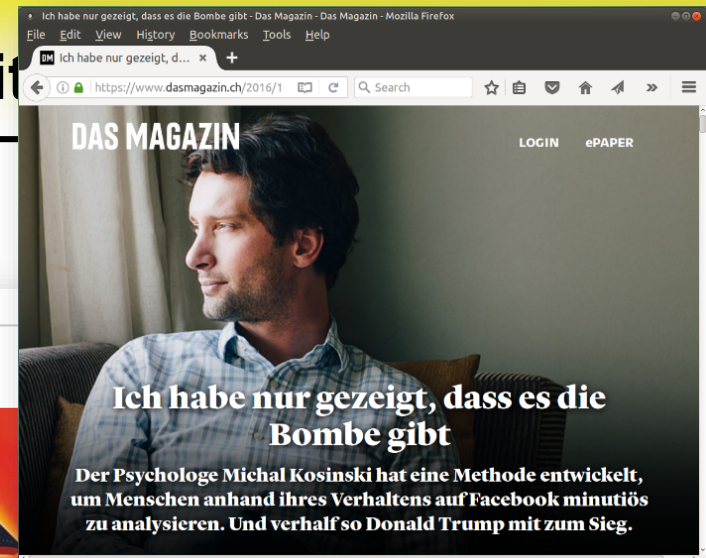 Ich habe nur gezeigt, dass es die Bombe gibt - Das Magazin - Das Magazin - Mozilla Firefox
File Edit View History Bookmarks Tools Help
DM Ich habe nur gezeigt, d... × +
https://www.dasmagazin.ch/2016/1 Search
it
DAS MAGAZIN
LOGIN ePAPER
Ich habe nur gezeigt, dass es die
Bombe gibt
Der Psychologe Michal Kosinski hat eine Methode entwickelt,
um Menschen anhand ihres Verhaltens auf Facebook minutiös
zu analysieren. Und verhalf so Donald Trump mit zum Sieg.